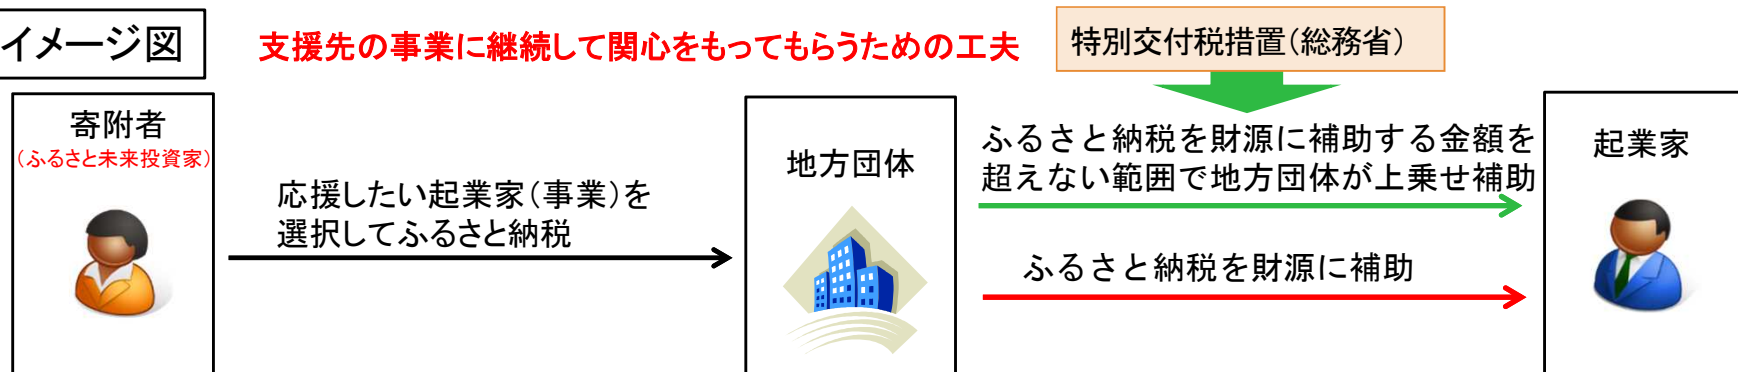 イメージ図
支援先の事業に継続して関心をもってもらうための工夫
特別交付税措置(総務省)
寄附者
(ふるさと未来投資家)
応援したい起業家(事業)を
選択してふるさと納税
地方団体
ふるさと納税を財源に補助する金額を
超えない範囲で地方団体が上乗せ補助
ふるさと納税を財源に補助
起業家